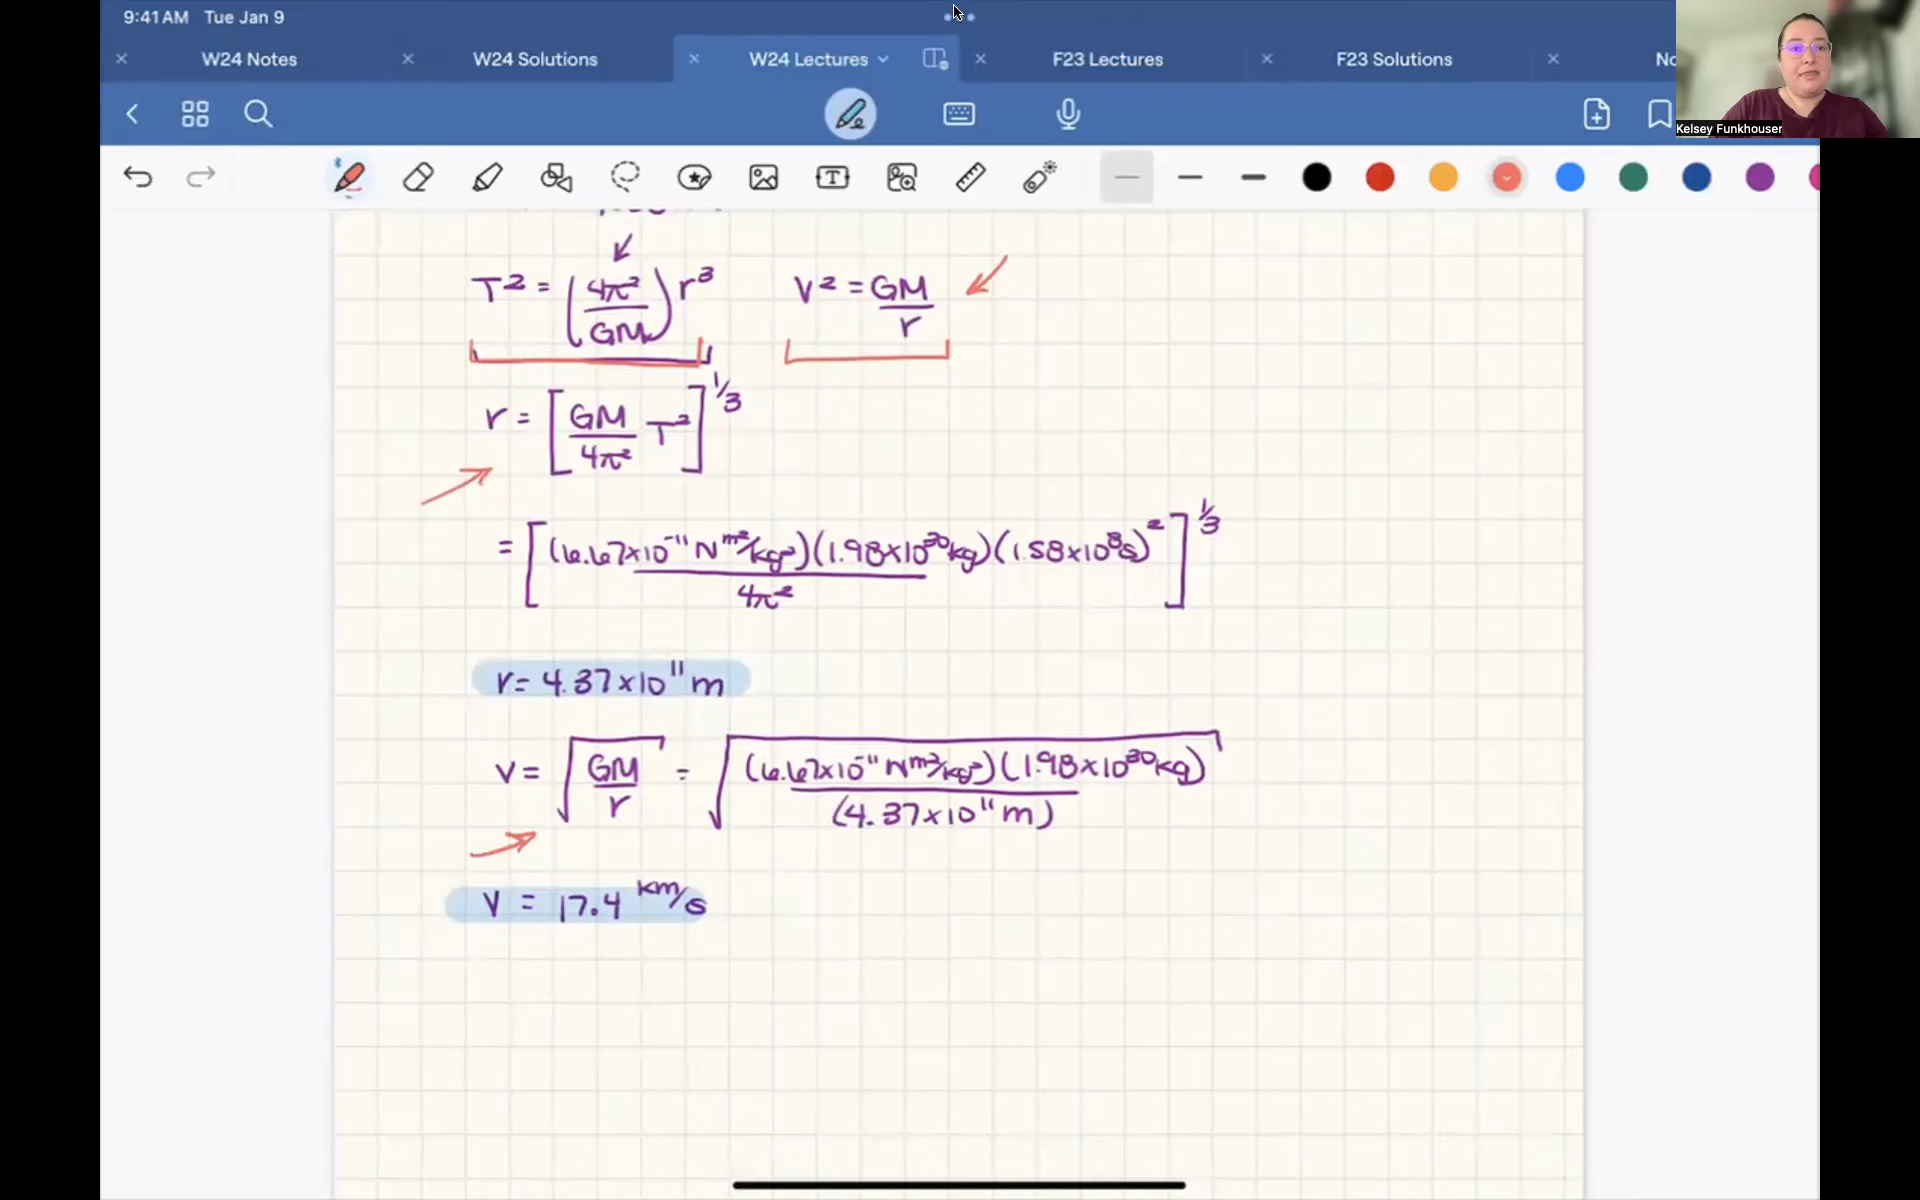 9:41 AM Tue Jan 9
W24 Notes W24 Solutions W24 Lectures F23 Lectures F23 Solutions
Kelsey Funkhouser
T² = (4π²/GM) r³ V² = GM/r
r = [GM/4π² T²]^1/3
= [(6.67×10⁻¹¹ N m²/kg²)(1.98×10³⁰ kg)(1.58×10⁸ s)²/4π²]^1/3
r = 4.37×10¹¹ m
v = √GM/r = √(6.67×10⁻¹¹ N m²/kg²)(1.98×10³⁰ kg)/(4.37×10¹¹ m)
V = 17.4 km/s